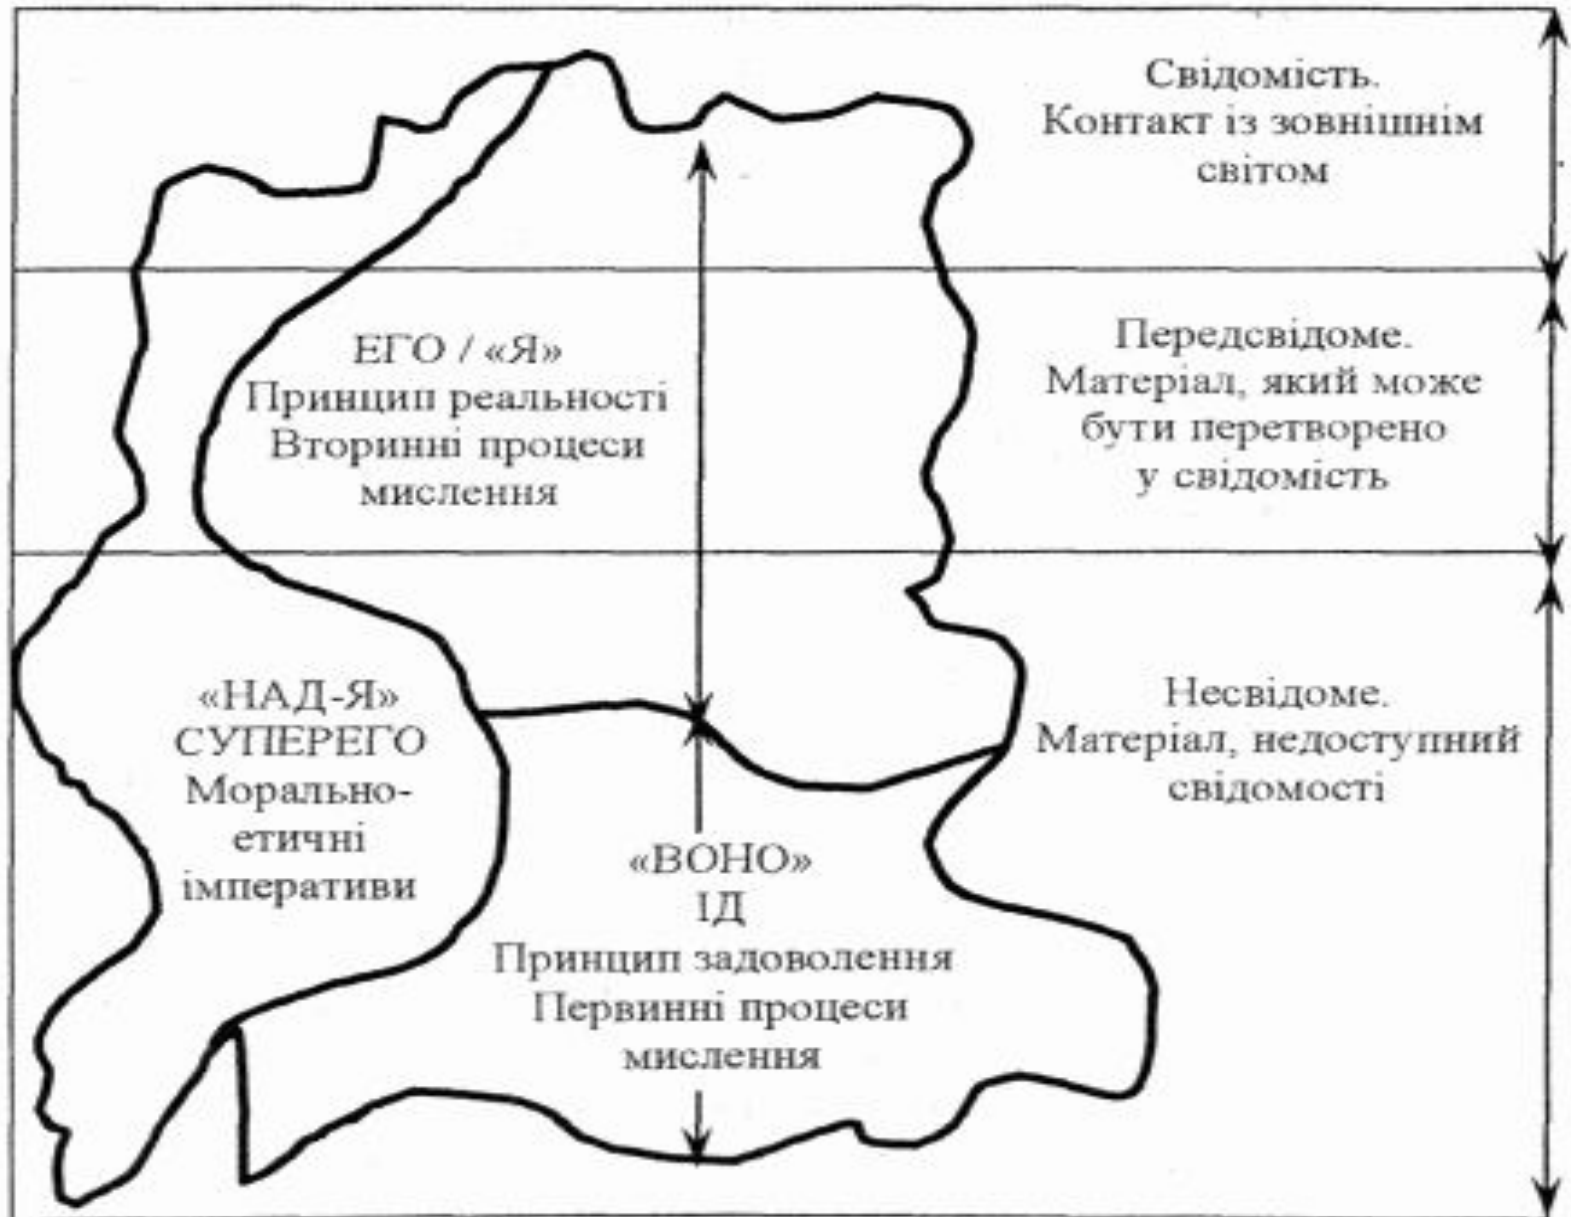 Свідомість.
Контакт із зовнішнім
світом
ЕГО / «Я»
Принцип реальності
Вторинні процеси
мислення
Передсвідоме.
Матеріал, який може
бути перетворено
у свідомість
«НАД-Я»
СУПЕРЕГО
Морально-
етичні
імперативи
Несвідоме.
Матеріал, недоступний
свідомості
«ВОНО»
ІД
Принцип задоволення
Первинні процеси
мислення